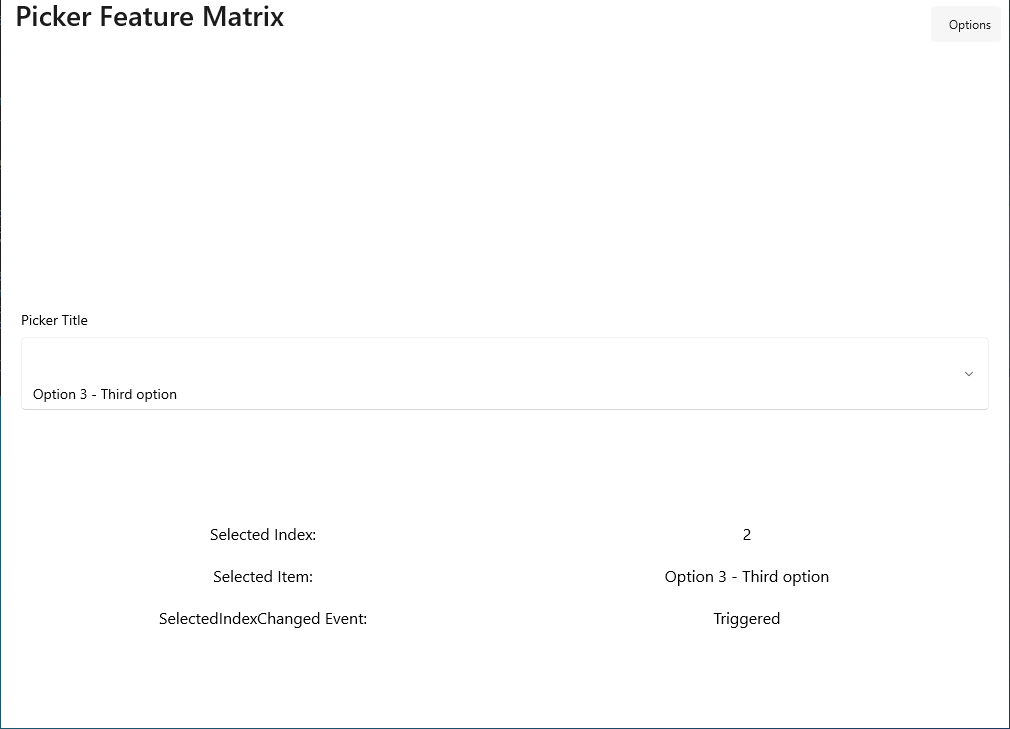 Picker Feature Matrix
Options
Picker Title
Option 3 - Third option
Selected Index: 2
Selected Item: Option 3 - Third option
SelectedIndexChanged Event: Triggered